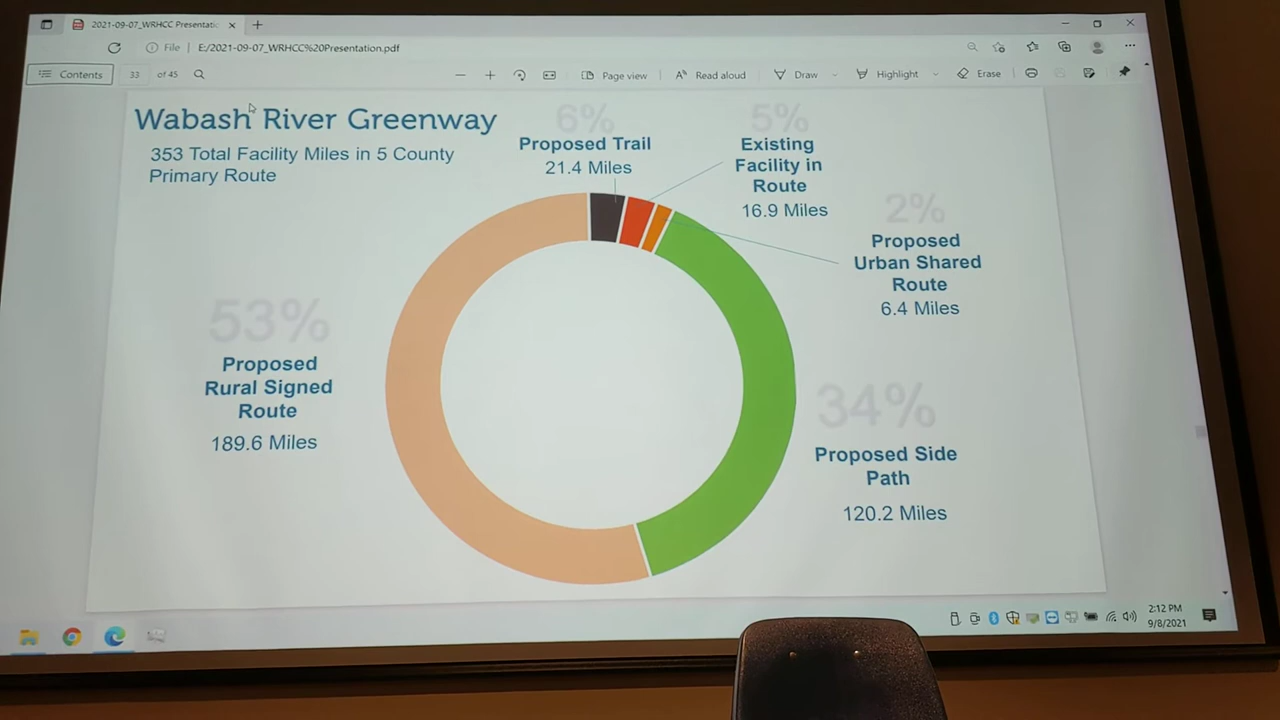 2021-09-07_WRHCC Presentatic
File
E:/2021-09-07_WRHCC%20Presentation.pdf
Contents
33
of 45
Page view
Read aloud
Draw
Highlight
Erase
Wabash River Greenway
353 Total Facility Miles in 5 County
Primary Route
6%
Proposed Trail
21.4 Miles
5%
Existing
Facility in
Route
16.9 Miles
2%
Proposed
Urban Shared
Route
6.4 Miles
53%
Proposed
Rural Signed
Route
189.6 Miles
34%
Proposed Side
Path
120.2 Miles
2:12 PM
9/8/2021